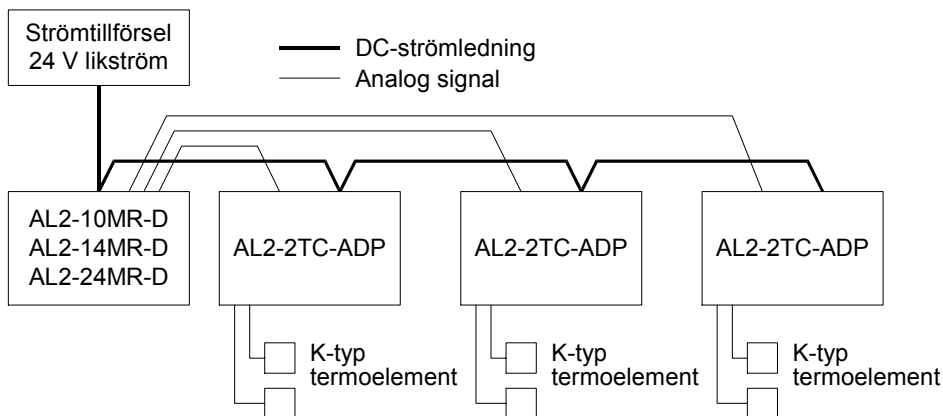 Strömtillförsel
24 V likström
DC-strömledning
Analog signal
AL2-10MR-D
AL2-14MR-D
AL2-24MR-D
AL2-2TC-ADP
AL2-2TC-ADP
AL2-2TC-ADP
K-typ
termoelement
K-typ
termoelement
K-typ
termoelement